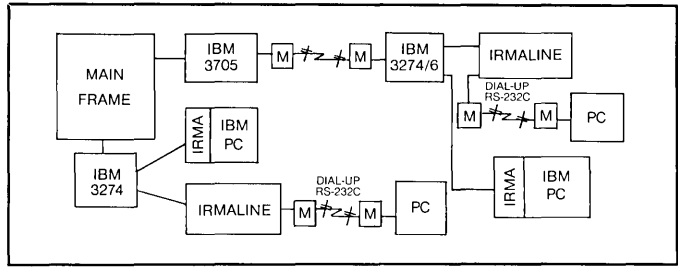 MAIN
FRAME
IBM
3705
M
M
IBM
3274/6
IRMALINE
DIAL-UP
RS-232C
M
M
PC
IBM
3274
IRMA
IBM
PC
IRMALINE
DIAL-UP
RS-232C
M
M
PC
IRMA
IBM
PC